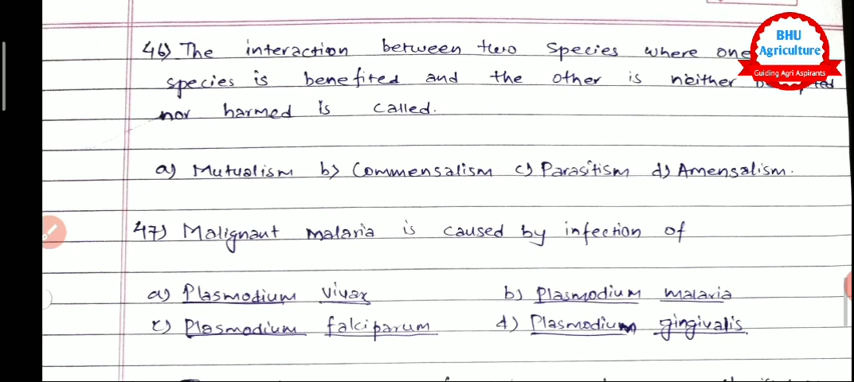 46) The interaction between two species where one
species is benefited and the other is neither
nor harmed is called.
a) Mutualism b) Commensalism c) Parasitism d) Amensalism.
47) Malignant malaria is caused by infection of
a) Plasmodium vivax b) Plasmodium malaria
c) Plasmodium falciparum d) Plasmodium gingivalis
BHU
Agriculture
Guiding Agri Aspirants